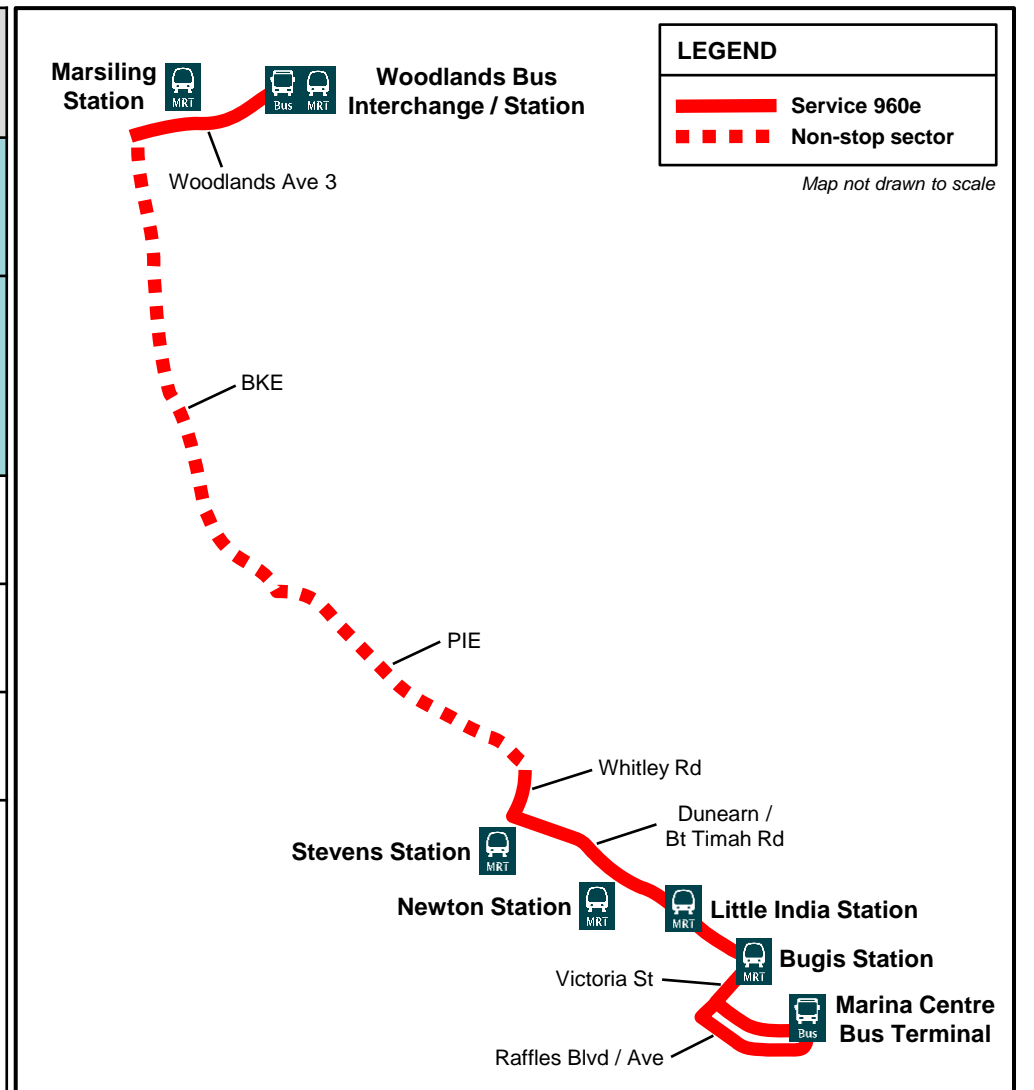 LEGEND
Service 960e
Non-stop sector
Map not drawn to scale
Marsiling
Station
MRT
Bus MRT
Woodlands Bus
Interchange / Station
Woodlands Ave 3
BKE
PIE
Whitley Rd
Dunearn /
Bt Timah Rd
Stevens Station
MRT
Newton Station
MRT
MRT
Little India Station
MRT
Bugis Station
Victoria St
Bus
Marina Centre
Bus Terminal
Raffles Blvd / Ave